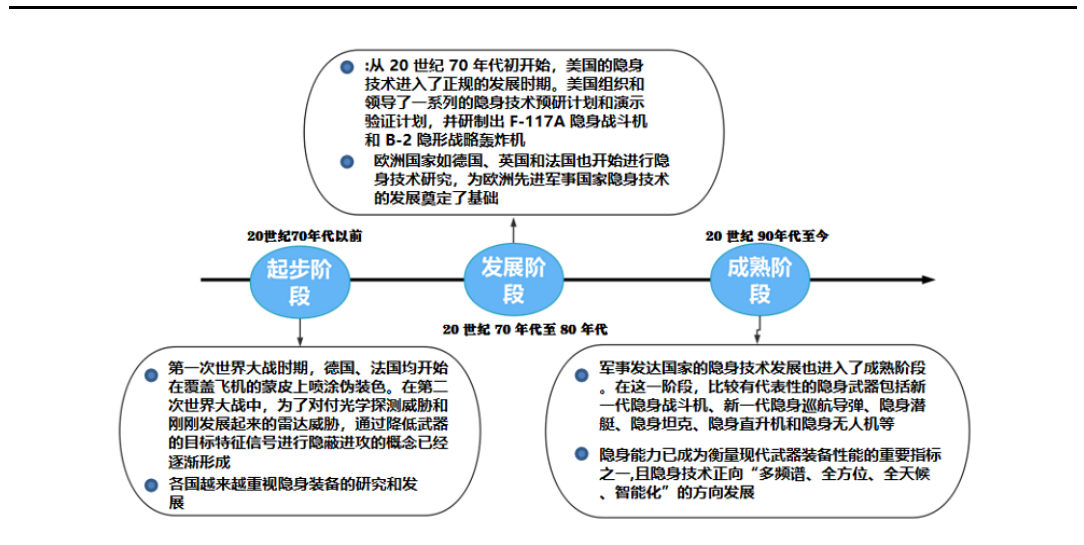 :从 20 世纪 70 年代初开始，美国的隐身
技术进入了正规的发展时期。美国组织和
领导了一系列的隐身技术预研计划和演示
验证计划，并研制出 F-117A 隐身战斗机
和 B-2 隐形战略轰炸机
欧洲国家如德国、英国和法国也开始进行隐
身技术研究，为欧洲先进军事国家隐身技术
的发展奠定了基础
20世纪70年代以前
起步阶
段
发展阶
段
20 世纪 70 年代至 80 年代
20 世纪 90年代至今
成熟阶
段
第一次世界大战时期，德国、法国均开始
在覆盖飞机的蒙皮上喷涂伪装色。在第二
次世界大战中，为了对付光学探测威胁和
刚刚发展起来的雷达威胁，通过降低武器
的目标特征信号进行隐蔽进攻的概念已经
逐渐形成
各国越来越重视隐身装备的研究和发
展
军事发达国家的隐身技术发展也进入了成熟阶段
。在这一阶段，比较有代表性的隐身武器包括新
一代隐身战斗机、新一代隐身巡航导弹、隐身潜
艇、隐身坦克、隐身直升机和隐身无人机等
隐身能力已成为衡量现代武器装备性能的重要指标
之一,且隐身技术正向“多频谱、全方位、全天候
、智能化”的方向发展